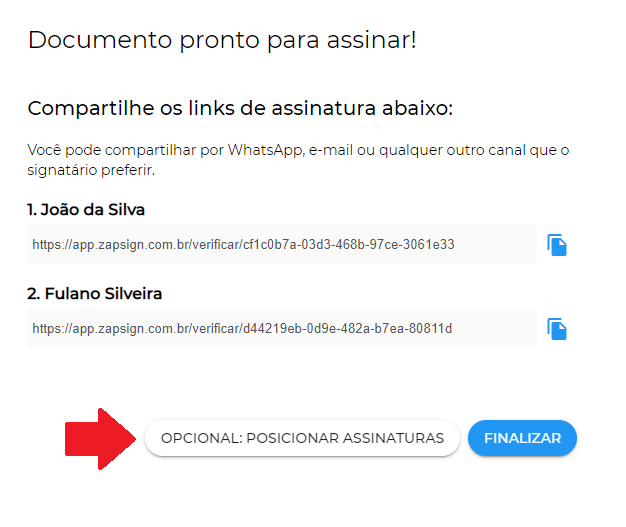 Documento pronto para assinar!
Compartilhe os links de assinatura abaixo:
Você pode compartilhar por WhatsApp, e-mail ou qualquer outro canal que o
signatário preferir.
1. João da Silva
https://app.zapsign.com.br/verificar/cf1c0b7a-03d3-468b-97ce-3061e33
2. Fulano Silveira
https://app.zapsign.com.br/verificar/d44219eb-0d9e-482a-b7ea-80811d
OPCIONAL: POSICIONAR ASSINATURAS FINALIZAR